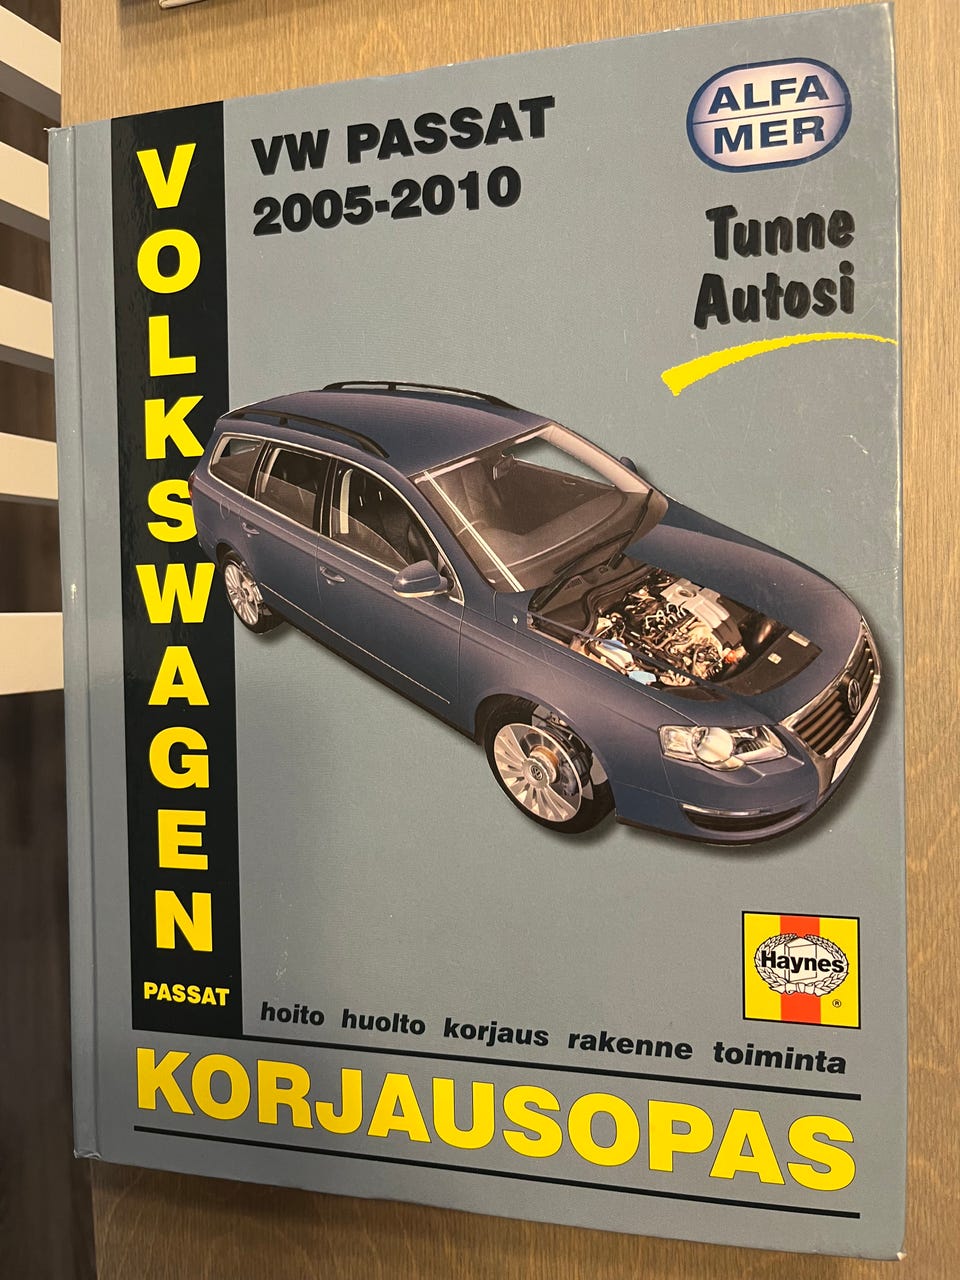 VOLKSWAGEN
PASSAT
VW PASSAT
2005-2010
ALFA
MER
Tunne
Autosi
Haynes
®
hoito huolto korjaus rakenne toiminta
KORJAUSOPAS